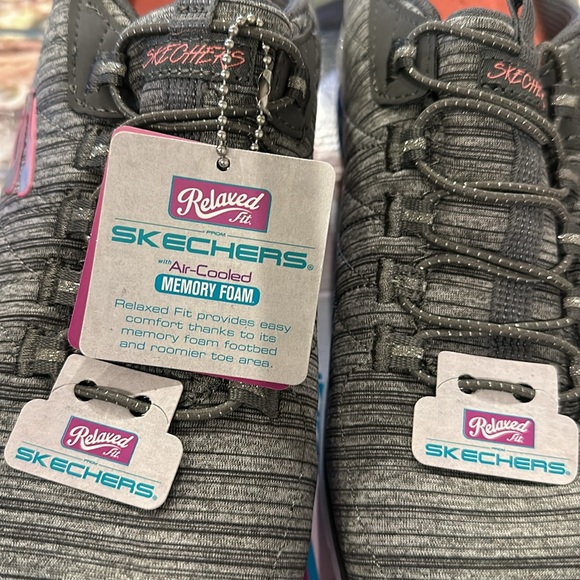 SKECHERS
SKECHERS
Relaxed
Fit®
FROM
SKECHERS®
with Air-Cooled
MEMORY FOAM
Relaxed Fit provides easy
comfort thanks to its
memory foam footbed
and roomier toe area.
Relaxed
Fit®
SKECHERS®
Relaxed
Fit®
SKECHERS®